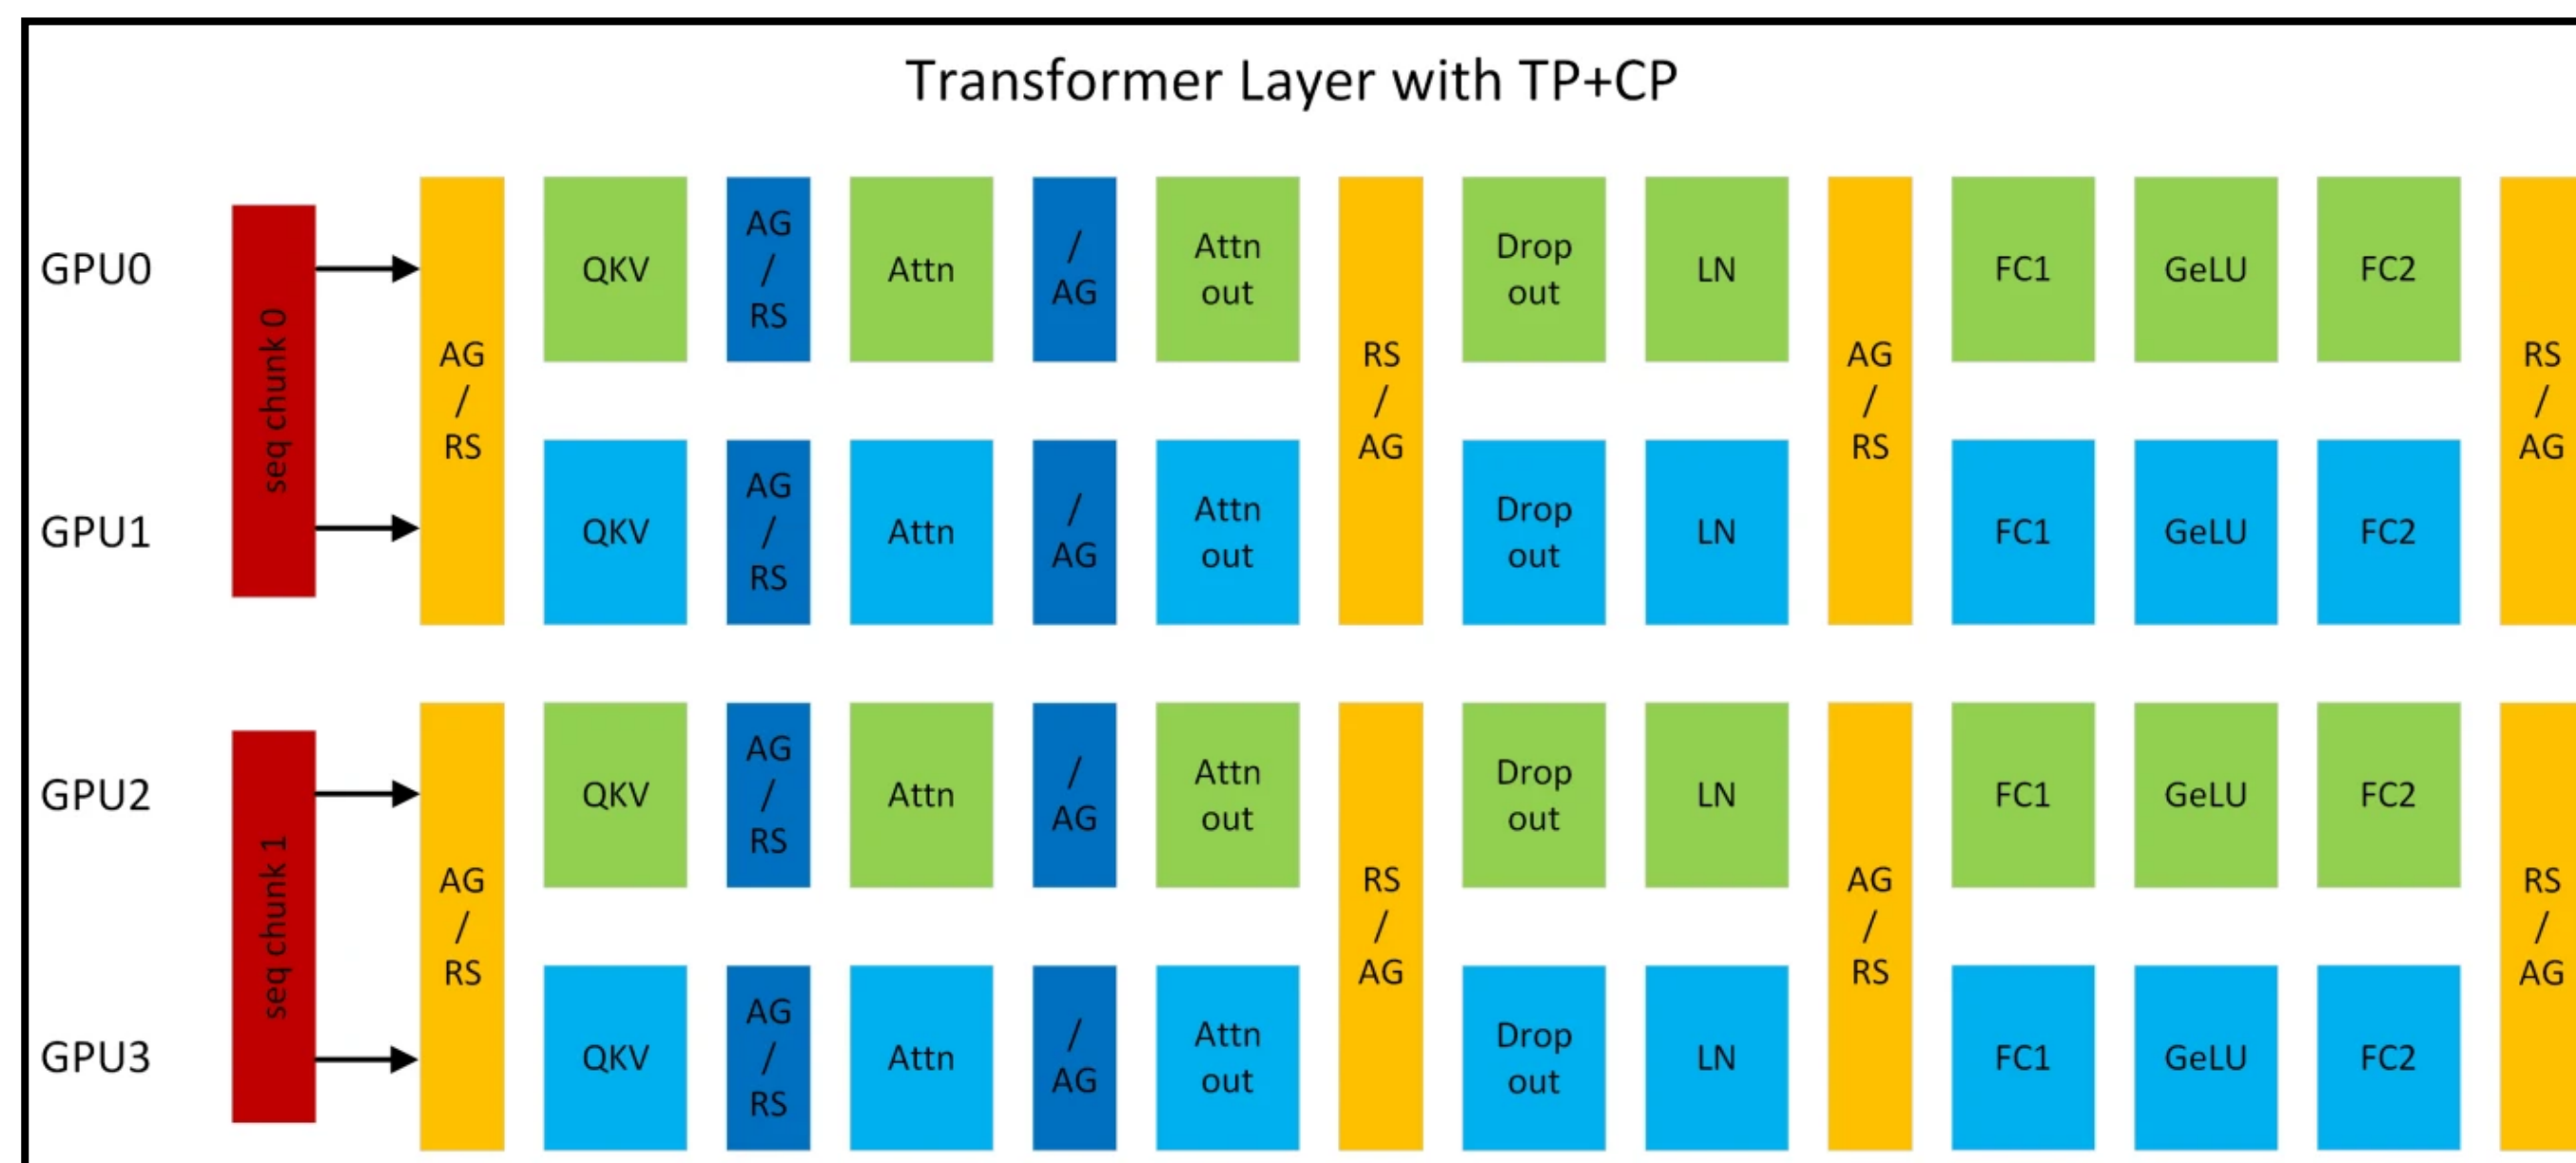 Transformer Layer with TP+CP
GPU0
GPU1
seq chunk 0
AG
/
RS
QKV
AG
/
RS
Attn
/
AG
Attn
out
QKV
AG
/
RS
Attn
/
AG
Attn
out
RS
/
AG
Drop
out
LN
Drop
out
LN
AG
/
RS
FC1
GeLU
FC2
FC1
GeLU
FC2
RS
/
AG
GPU2
GPU3
seq chunk 1
AG
/
RS
QKV
AG
/
RS
Attn
/
AG
Attn
out
QKV
AG
/
RS
Attn
/
AG
Attn
out
RS
/
AG
Drop
out
LN
Drop
out
LN
AG
/
RS
FC1
GeLU
FC2
FC1
GeLU
FC2
RS
/
AG